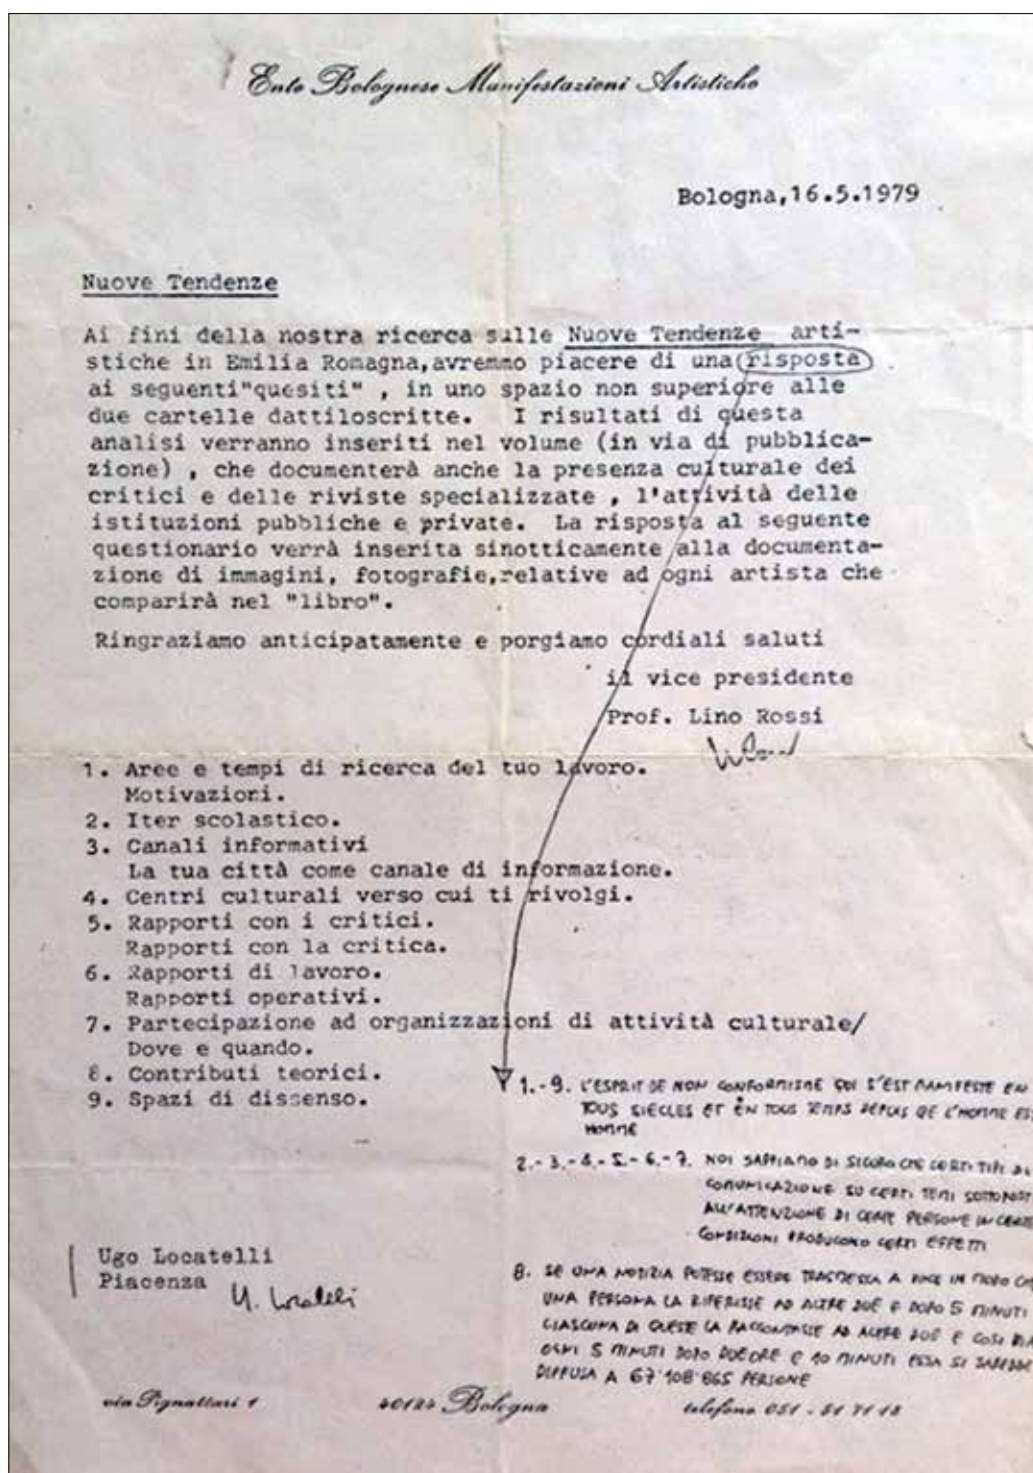 Ente Bolognese Manifestazioni Artistiche
Bologna,16.5.1979
Nuove Tendenze
Ai fini della nostra ricerca sulle Nuove Tendenze arti-
stiche in Emilia Romagna,avremmo piacere di una risposta
ai seguenti"quesiti" , in uno spazio non superiore alle
due cartelle dattiloscritte. I risultati di questa
analisi verranno inseriti nel volume (in via di pubblica-
zione) , che documenterà anche la presenza culturale dei
critici e delle riviste specializzate , l'attività delle
istituzioni pubbliche e private. La risposta al seguente
questionario verrà inserita sinotticamente alla documenta-
zione di immagini, fotografie,relative ad ogni artista che
comparirà nel "libro".
Ringraziamo anticipatamente e porgiamo cordiali saluti
il vice presidente
Prof. Lino Rossi
1. Aree e tempi di ricerca del tuo lavoro.
Motivazioni.
2. Iter scolastico.
3. Canali informativi
La tua città come canale di informazione.
4. Centri culturali verso cui ti rivolgi.
5. Rapporti con i critici.
Rapporti con la critica.
6. Rapporti di lavoro.
Rapporti operativi.
7. Partecipazione ad organizzazioni di attività culturale/
Dove e quando.
8. Contributi teorici.
9. Spazi di dissenso.
1.-9. L'ESPRIT DE NON CONFORMISME QUI S'EST MANIFESTE EN
TOUS SIECLES ET EN TOUS TEMPS DEPUIS QE L'HOMME ES
HOMME
2.-3.-4.-5.-6.-7. NOI SAPPIAMO DI SICURO CHE CERTI TIPI DI
COMUNICAZIONE SU CERTI TEMI SOTTOPOST
ALL'ATTENZIONE DI CERTE PERSONE IN CERTE
CONDIZIONI PRODUCONO CERTI EFFETTI
8. SE UNA NOTIZIA POTESSE ESSERE TRASMESSA A VOCE IN MODO CHE
UNA PERSONA LA RIFERISSE AD ALTRE DUE E DOPO 5 MINUTI
CIASCUNA DI QUESTE LA RACCONTASSE AD ALTRE DUE E COSI VIA
OGNI 5 MINUTI DOPO DUE ORE E 10 MINUTI ESSA SI SAREBBE
DIFFUSA A 67'108'865 PERSONE
Ugo Locatelli
Piacenza U. Locatelli
via Pignattari 1 40124 Bologna telefono 051 - 51 71 18